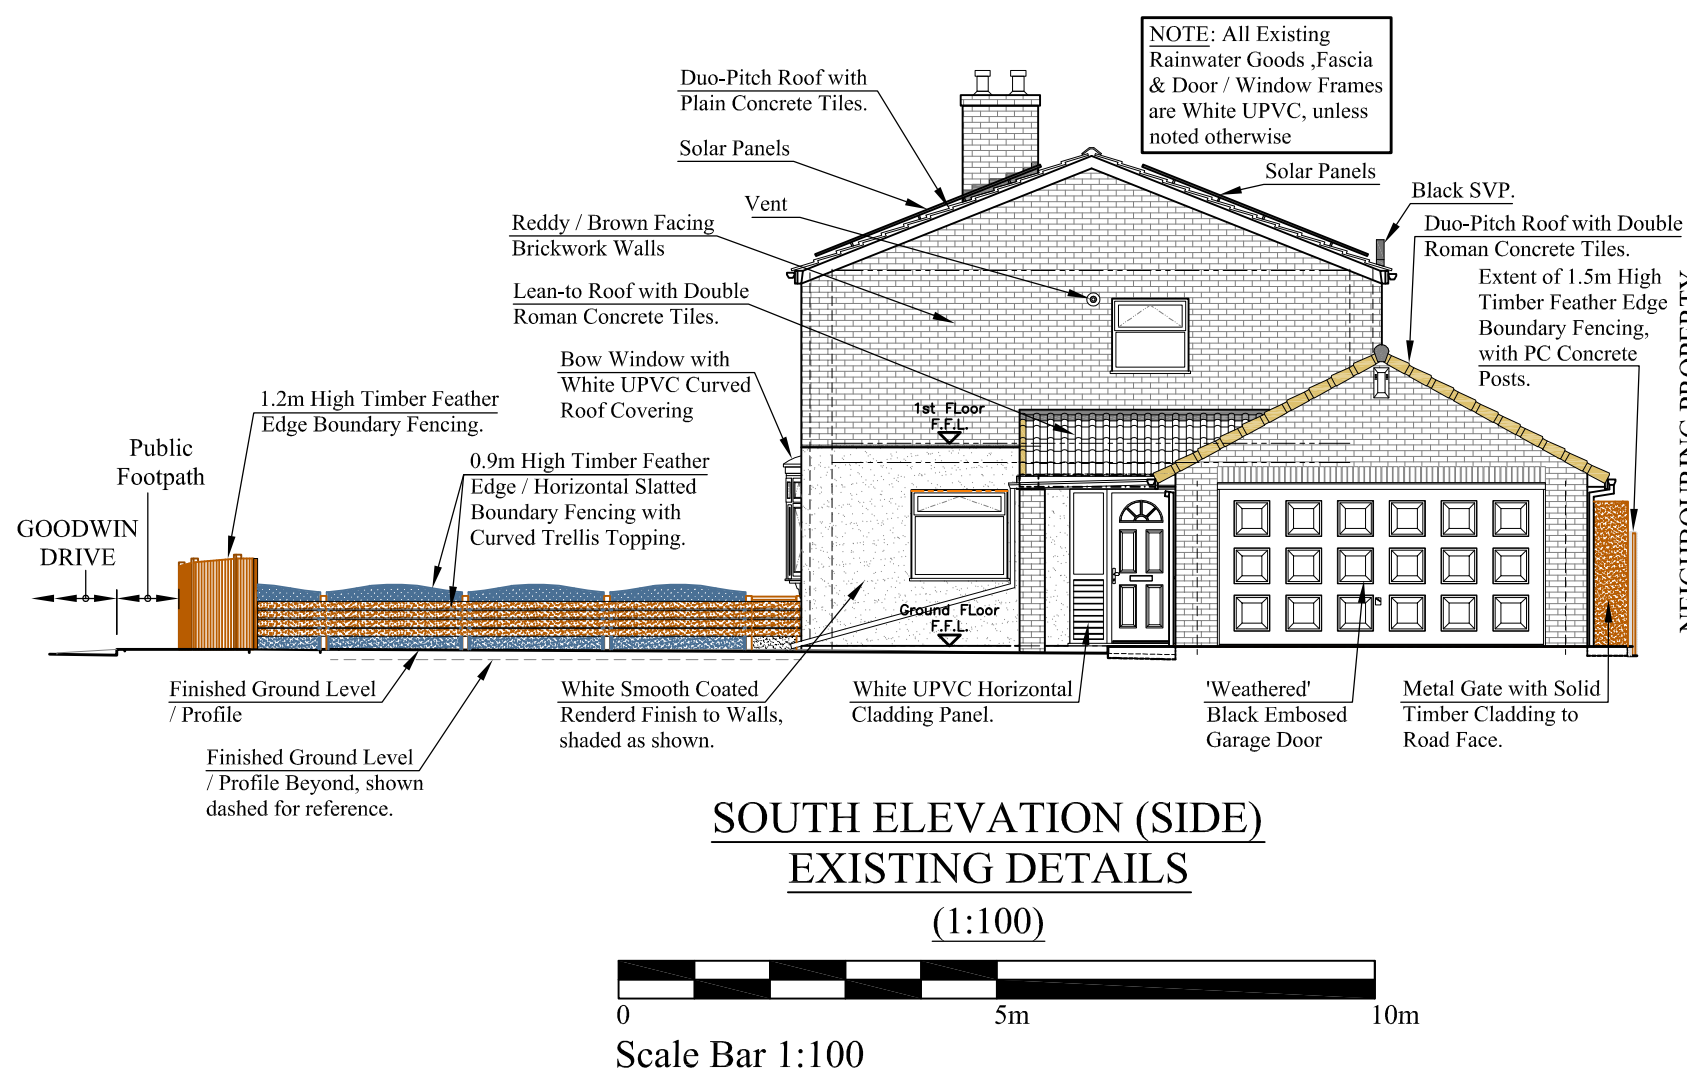 NOTE: All Existing
Rainwater Goods ,Fascia
& Door / Window Frames
are White UPVC, unless
noted otherwise
Duo-Pitch Roof with
Plain Concrete Tiles.
Solar Panels
Vent
Reddy / Brown Facing
Brickwork Walls
Lean-to Roof with Double
Roman Concrete Tiles.
Bow Window with
White UPVC Curved
Roof Covering
1.2m High Timber Feather
Edge Boundary Fencing.
Public
Footpath
0.9m High Timber Feather
Edge / Horizontal Slatted
Boundary Fencing with
Curved Trellis Topping.
GOODWIN
DRIVE
Solar Panels
Black SVP.
Duo-Pitch Roof with Double
Roman Concrete Tiles.
Extent of 1.5m High
Timber Feather Edge
Boundary Fencing,
with PC Concrete
Posts.
NEIGHBOURING PROPERTY
1st FLoor
F.F.L.
Ground FLoor
F.F.L.
Finished Ground Level
/ Profile
Finished Ground Level
/ Profile Beyond, shown
dashed for reference.
White Smooth Coated
Renderd Finish to Walls,
shaded as shown.
White UPVC Horizontal
Cladding Panel.
'Weathered'
Black Embosed
Garage Door
Metal Gate with Solid
Timber Cladding to
Road Face.
SOUTH ELEVATION (SIDE)
EXISTING DETAILS
(1:100)
0
5m
10m
Scale Bar 1:100